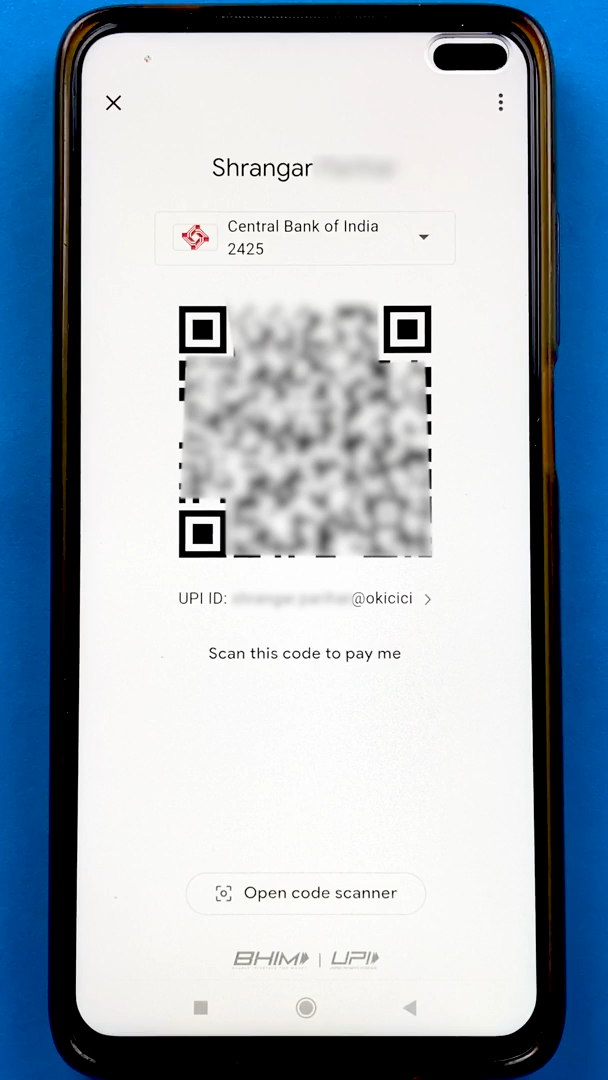 Shrangar
Central Bank of India
2425
UPI ID: @okicici
Scan this code to pay me
Open code scanner
BHIM | UPI